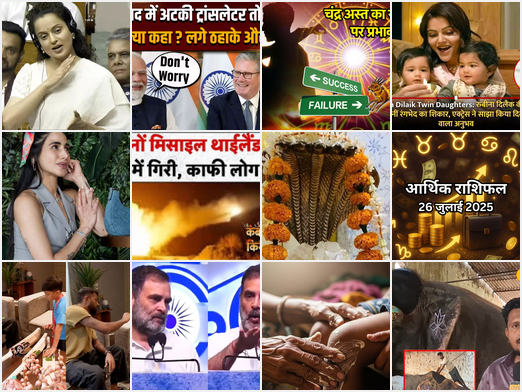 द में अटकी ट्रांसलेटर तो
या कहा ? लगे ठहाके औ
Don't
Worry
चंद्र अस्त का
पर प्रभा
SUCCESS
FAILURE
Dilaik Twin Daughters: रुबीना दिलैक
रंगभेद का शिकार, एक्ट्रेस ने साझा किया
वाला अनुभव
नों मिसाइल थाईलैंड
में गिरी, काफी लोग
आर्थिक राशिफल
26 जुलाई 2025